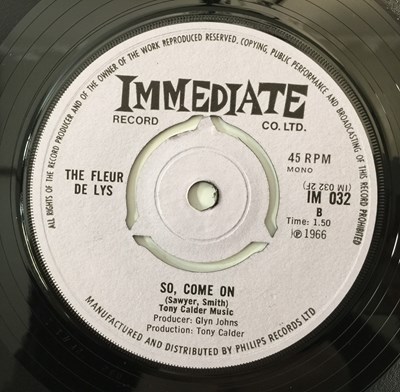 ALL RIGHTS OF THE RECORD PRODUCER AND OF THE OWNER OF THE WORK REPRODUCED RESERVED, COPYING, PUBLIC PERFORMANCE AND BROADCASTING OF THIS RECORD PROHIBITED
IMMEDIATE
RECORD CO. LTD.
45 RPM
MONO
THE FLEUR
DE LYS
(IM 032 2F)
IM 032
B
Time: 1.50
℗ 1966
SO, COME ON
(Sawyer, Smith)
Tony Calder Music
Producer: Glyn Johns
Production: Tony Calder
MANUFACTURED AND DISTRIBUTED BY PHILIPS RECORDS LTD